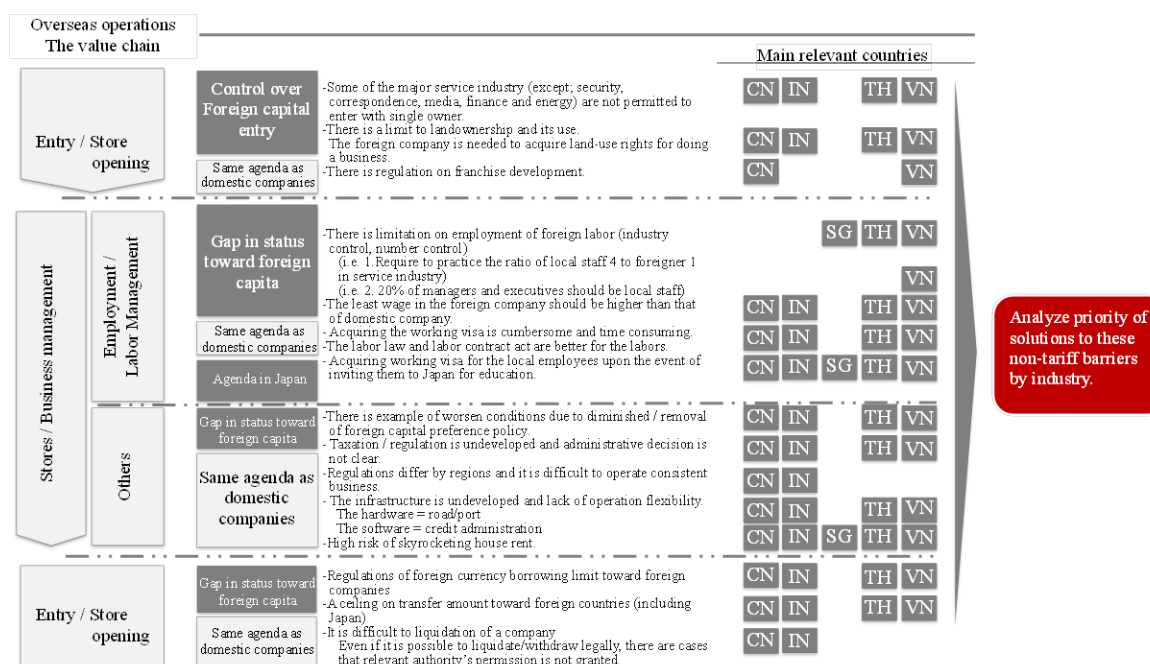 Overseas operations
The value chain
Main relevant countries
Entry / Store
opening
Control over
Foreign capital
entry
-Some of the major service industry (except; security,
correspondence, media, finance and energy) are not permitted to
enter with single owner.
CN IN TH VN
-There is a limit to landownership and its use.
The foreign company is needed to acquire land-use rights for doing
a business.
CN IN TH VN
Same agenda as
domestic companies
-There is regulation on franchise development.
CN VN
Stores / Business management
Employment /
Labor Management
Gap in status
toward foreign
capita
-There is limitation on employment of foreign labor (industry
control, number control)
SG TH VN
(i.e. 1.Require to practice the ratio of local staff 4 to foreigner 1
in service industry)
(i.e. 2. 20% of managers and executives should be local staff)
VN
-The least wage in the foreign company should be higher than that
of domestic company.
CN IN TH VN
Same agenda as
domestic companies
- Acquiring the working visa is cumbersome and time consuming.
-The labor law and labor contract act are better for the labors.
CN IN TH VN
Agenda in Japan
- Acquiring working visa for the local employees upon the event of
inviting them to Japan for education.
CN IN SG TH VN
Others
Gap in status toward
foreign capita
-There is example of worsen conditions due to diminished / removal
of foreign capital preference policy.
CN IN TH VN
- Taxation / regulation is undeveloped and administrative decision is
not clear.
CN IN TH VN
Same agenda as
domestic
companies
-Regulations differ by regions and it is difficult to operate consistent
business.
CN IN
- The infrastructure is undeveloped and lack of operation flexibility.
The hardware = road/port
The software = credit administration
CN IN TH VN
-High risk of skyrocketing house rent.
CN IN SG TH VN
Entry / Store
opening
Gap in status toward
foreign capita
-Regulations of foreign currency borrowing limit toward foreign
companies
CN IN TH VN
-A ceiling on transfer amount toward foreign countries (including
Japan)
CN IN TH VN
Same agenda as
domestic companies
-It is difficult to liquidation of a company
Even if it is possible to liquidate/withdraw legally, there are cases
that relevant authority's permission is not granted.
CN IN
Analyze priority of
solutions to these
non-tariff barriers
by industry.